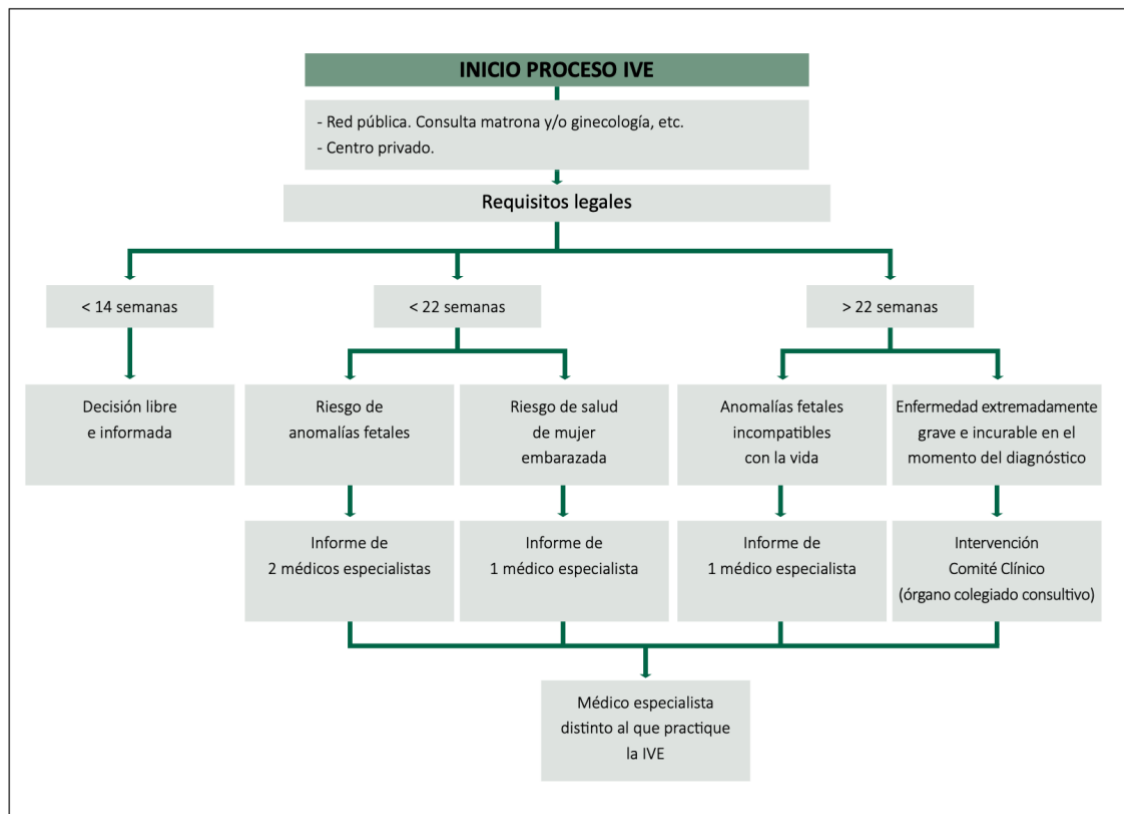 INICIO PROCESO IVE
- Red pública. Consulta matrona y/o ginecología, etc.
- Centro privado.
Requisitos legales
< 14 semanas
< 22 semanas
> 22 semanas
Decisión libre
e informada
Riesgo de
anomalías fetales
Riesgo de salud
de mujer
embarazada
Anomalías fetales
incompatibles
con la vida
Enfermedad extremadamente
grave e incurable en el
momento del diagnóstico
Informe de
2 médicos especialistas
Informe de
1 médico especialista
Informe de
1 médico especialista
Intervención
Comité Clínico
(órgano colegiado consultivo)
Médico especialista
distinto al que practique
la IVE